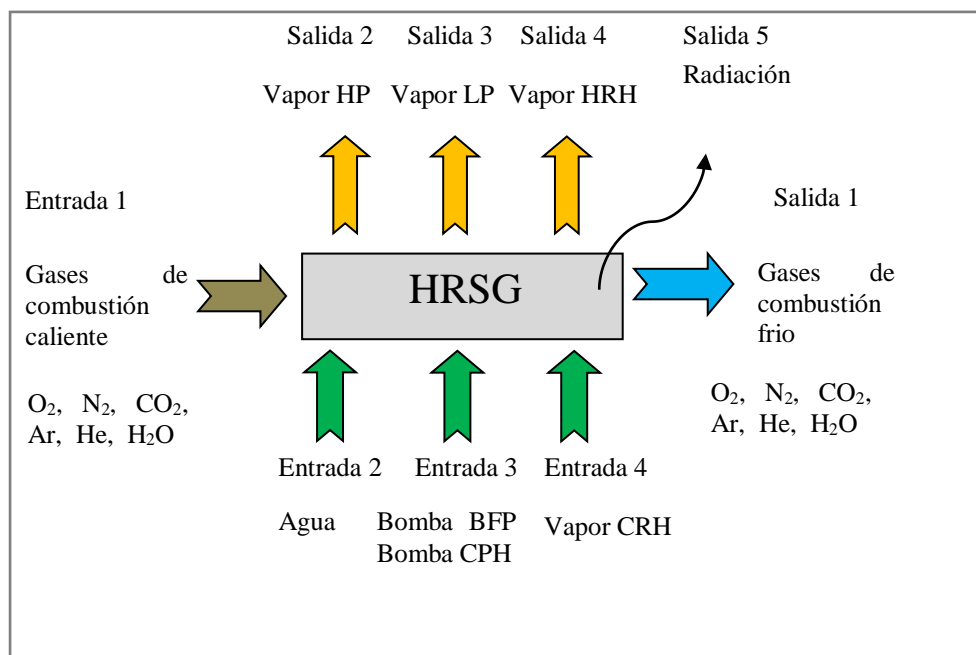 Salida 2
Salida 3
Salida 4
Salida 5
Radiación
Vapor HP
Vapor LP
Vapor HRH
Entrada 1
Salida 1
Gases de
combustión
caliente
HRSG
Gases de
combustión
frio
O₂, N₂, CO₂,
Ar, He, H₂O
O₂, N₂, CO₂,
Ar, He, H₂O
Entrada 2
Entrada 3
Entrada 4
Agua
Bomba BFP
Bomba CPH
Vapor CRH